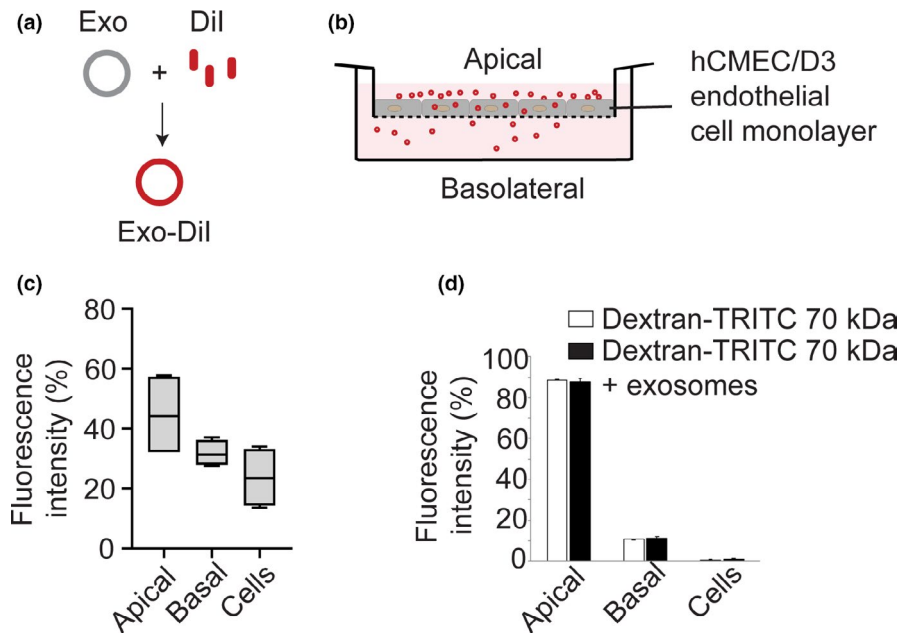 (a)
Exo
DiI
+
Exo-DiI
(b)
Apical
Basolateral
hCMEC/D3
endothelial
cell monolayer
(c)
Fluorescence
intensity (%)
80
60
40
20
0
Apical
Basal
Cells
(d)
Dextran-TRITC 70 kDa
Dextran-TRITC 70 kDa
+ exosomes
Fluorescence
intensity (%)
100
80
60
40
20
0
Apical
Basal
Cells